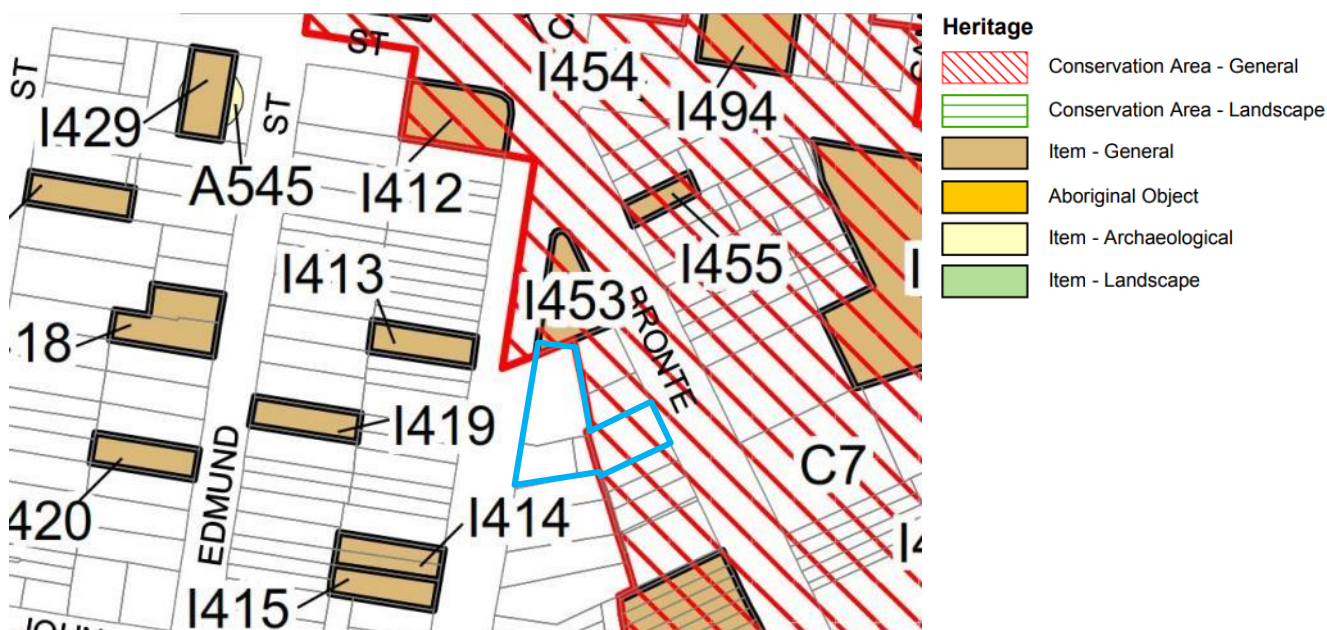 ST
I454
I494
ST
I429
ST
A545
I412
I455
I413
I453
18
BRONTE
I419
C7
420
EDMUND
I414
I415
Heritage
Conservation Area - General
Conservation Area - Landscape
Item - General
Aboriginal Object
Item - Archaeological
Item - Landscape